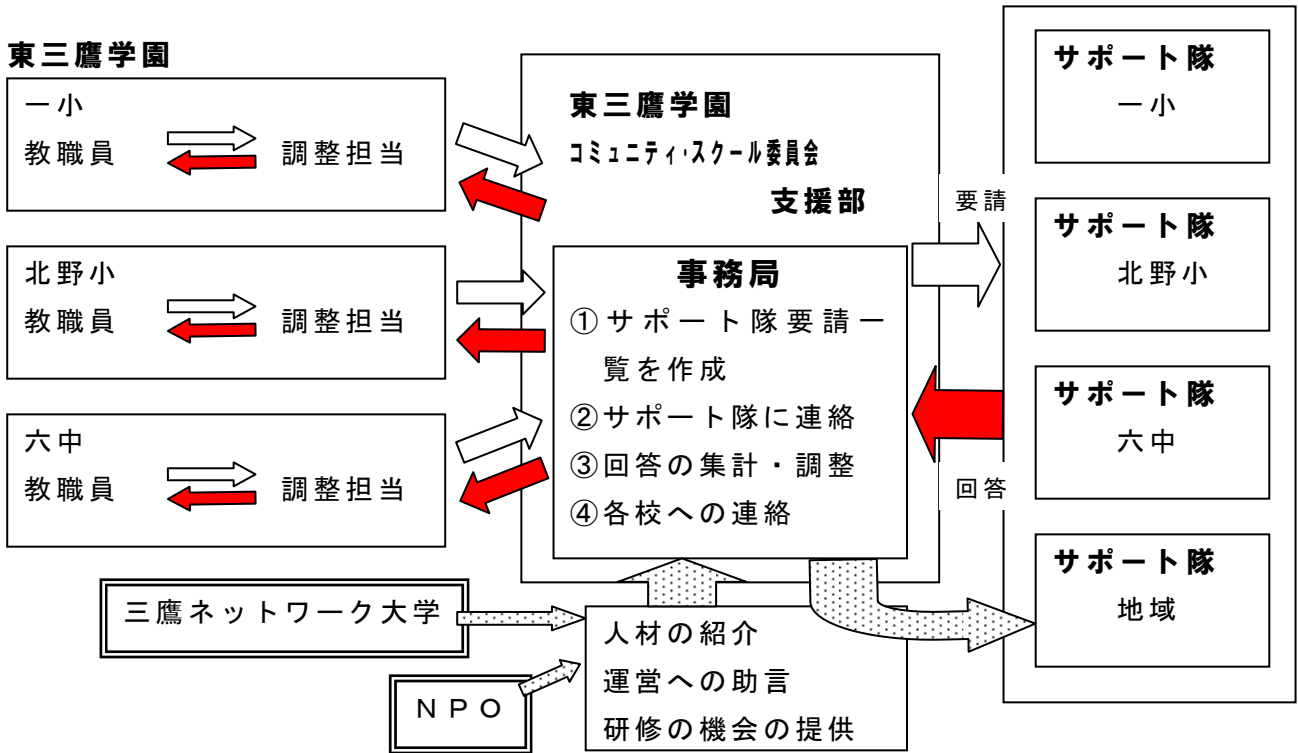 東三鷹学園
一小
教職員 調整担当
北野小
教職員 調整担当
六中
教職員 調整担当
三鷹ネットワーク大学
NPO
東三鷹学園
コミュニティ・スクール委員会
支援部
事務局
①サポート隊要請一
覧を作成
②サポート隊に連絡
③回答の集計・調整
④各校への連絡
人材の紹介
運営への助言
研修の機会の提供
要請
回答
サポート隊
一小
サポート隊
北野小
サポート隊
六中
サポート隊
地域